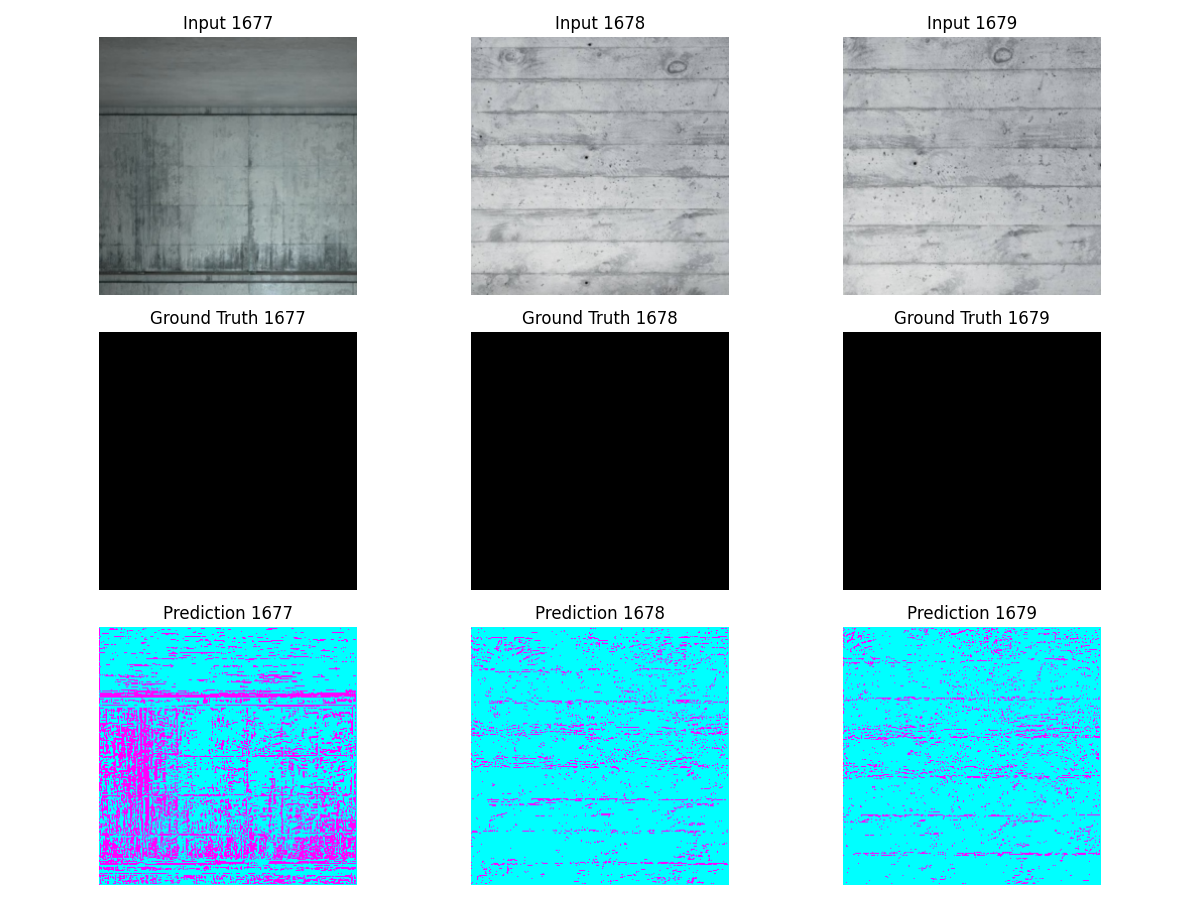 Input 1677
Input 1678
Input 1679
Ground Truth 1677
Ground Truth 1678
Ground Truth 1679
Prediction 1677
Prediction 1678
Prediction 1679